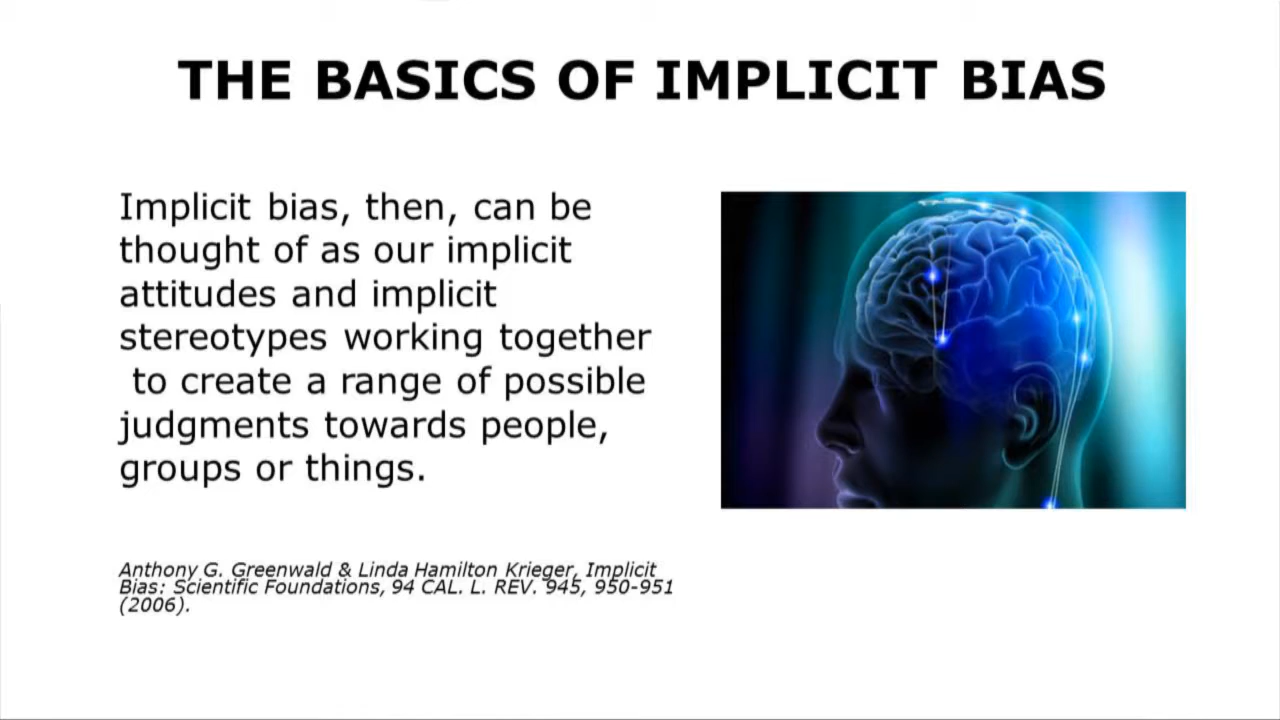 THE BASICS OF IMPLICIT BIAS
Implicit bias, then, can be
thought of as our implicit
attitudes and implicit
stereotypes working together
to create a range of possible
judgments towards people,
groups or things.
Anthony G. Greenwald & Linda Hamilton Krieger, Implicit
Bias: Scientific Foundations, 94 CAL. L. REV. 945, 950-951
(2006).